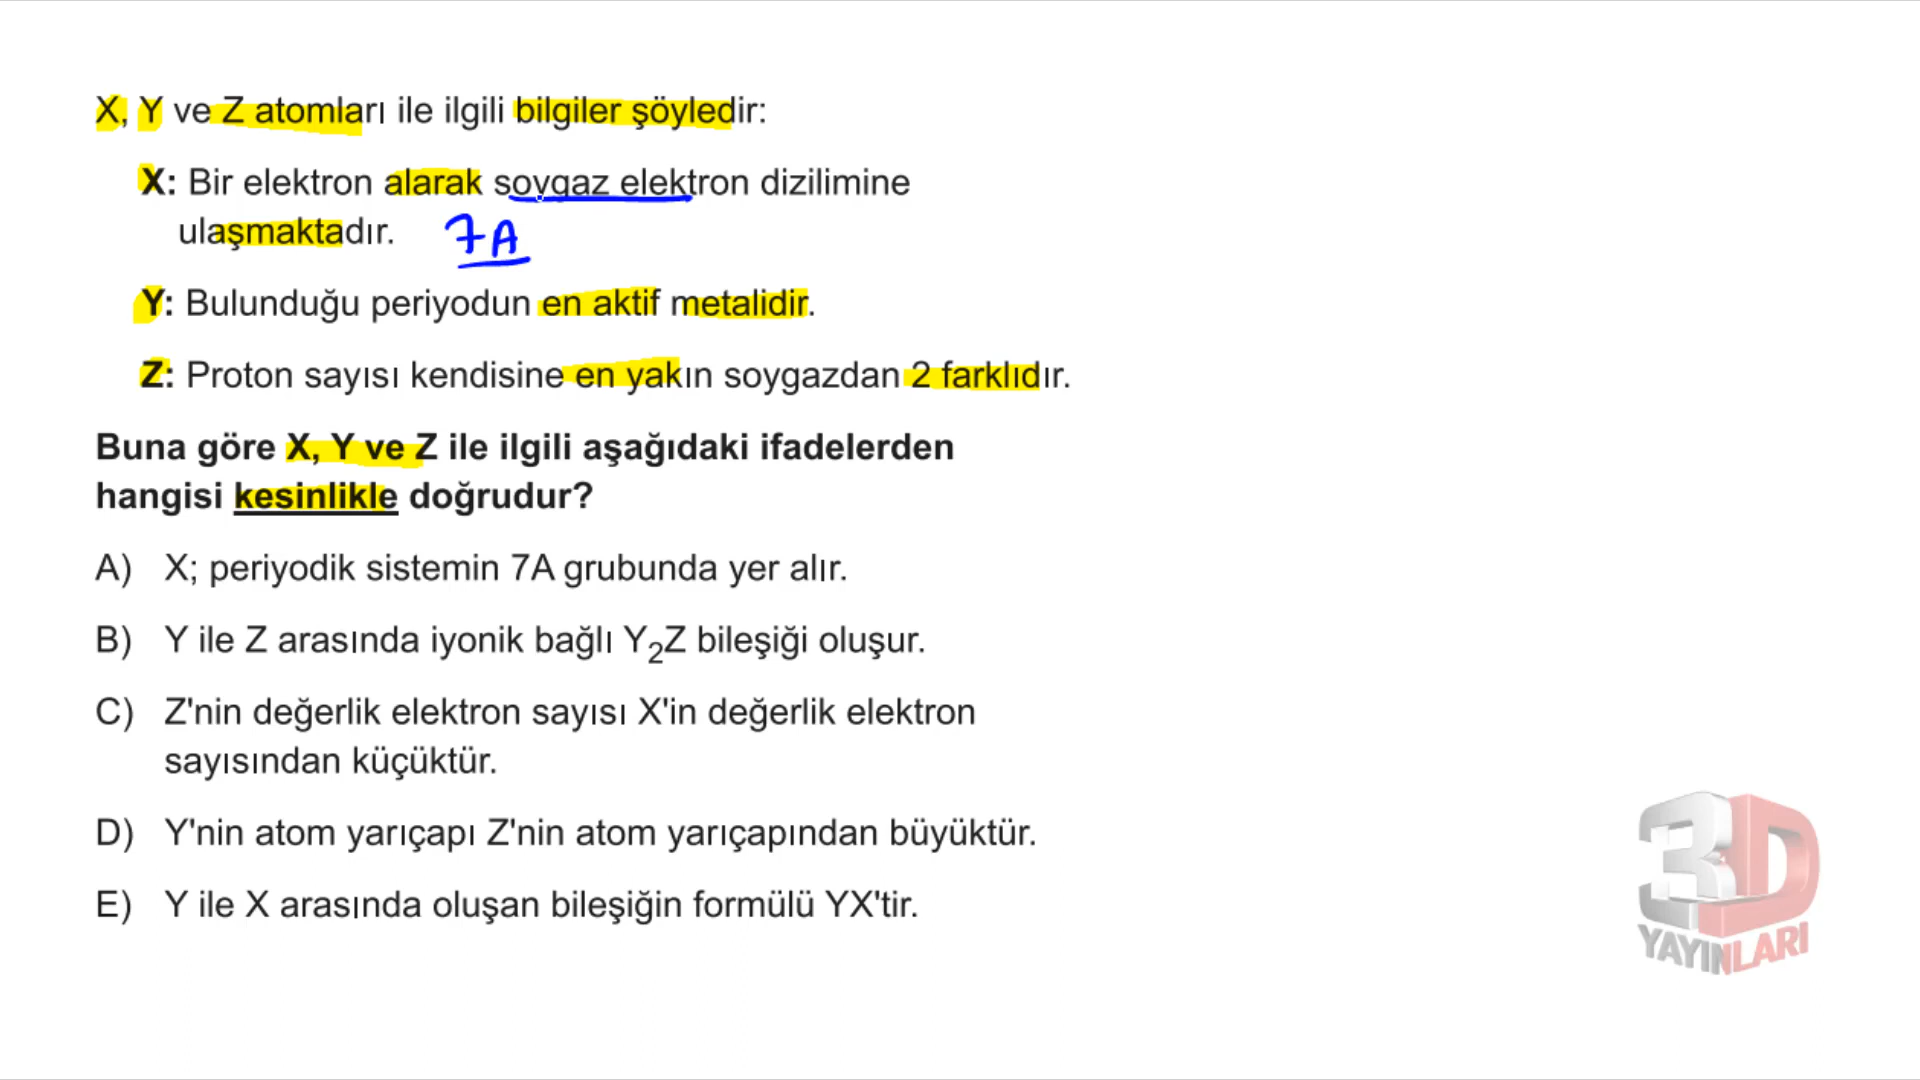 X, Y ve Z atomları ile ilgili bilgiler şöyledir:
X: Bir elektron alarak soygaz elektron dizilimine
ulaşmaktadır. 7A
Y: Bulunduğu periyodun en aktif metalidir.
Z: Proton sayısı kendisine en yakın soygazdan 2 farklıdır.
Buna göre X, Y ve Z ile ilgili aşağıdaki ifadelerden
hangisi kesinlikle doğrudur?
A) X; periyodik sistemin 7A grubunda yer alır.
B) Y ile Z arasında iyonik bağlı Y₂Z bileşiği oluşur.
C) Z'nin değerlik elektron sayısı X'in değerlik elektron
sayısından küçüktür.
D) Y'nin atom yarıçapı Z'nin atom yarıçapından büyüktür.
E) Y ile X arasında oluşan bileşiğin formülü YX'tir.
3D
YAYINLARI